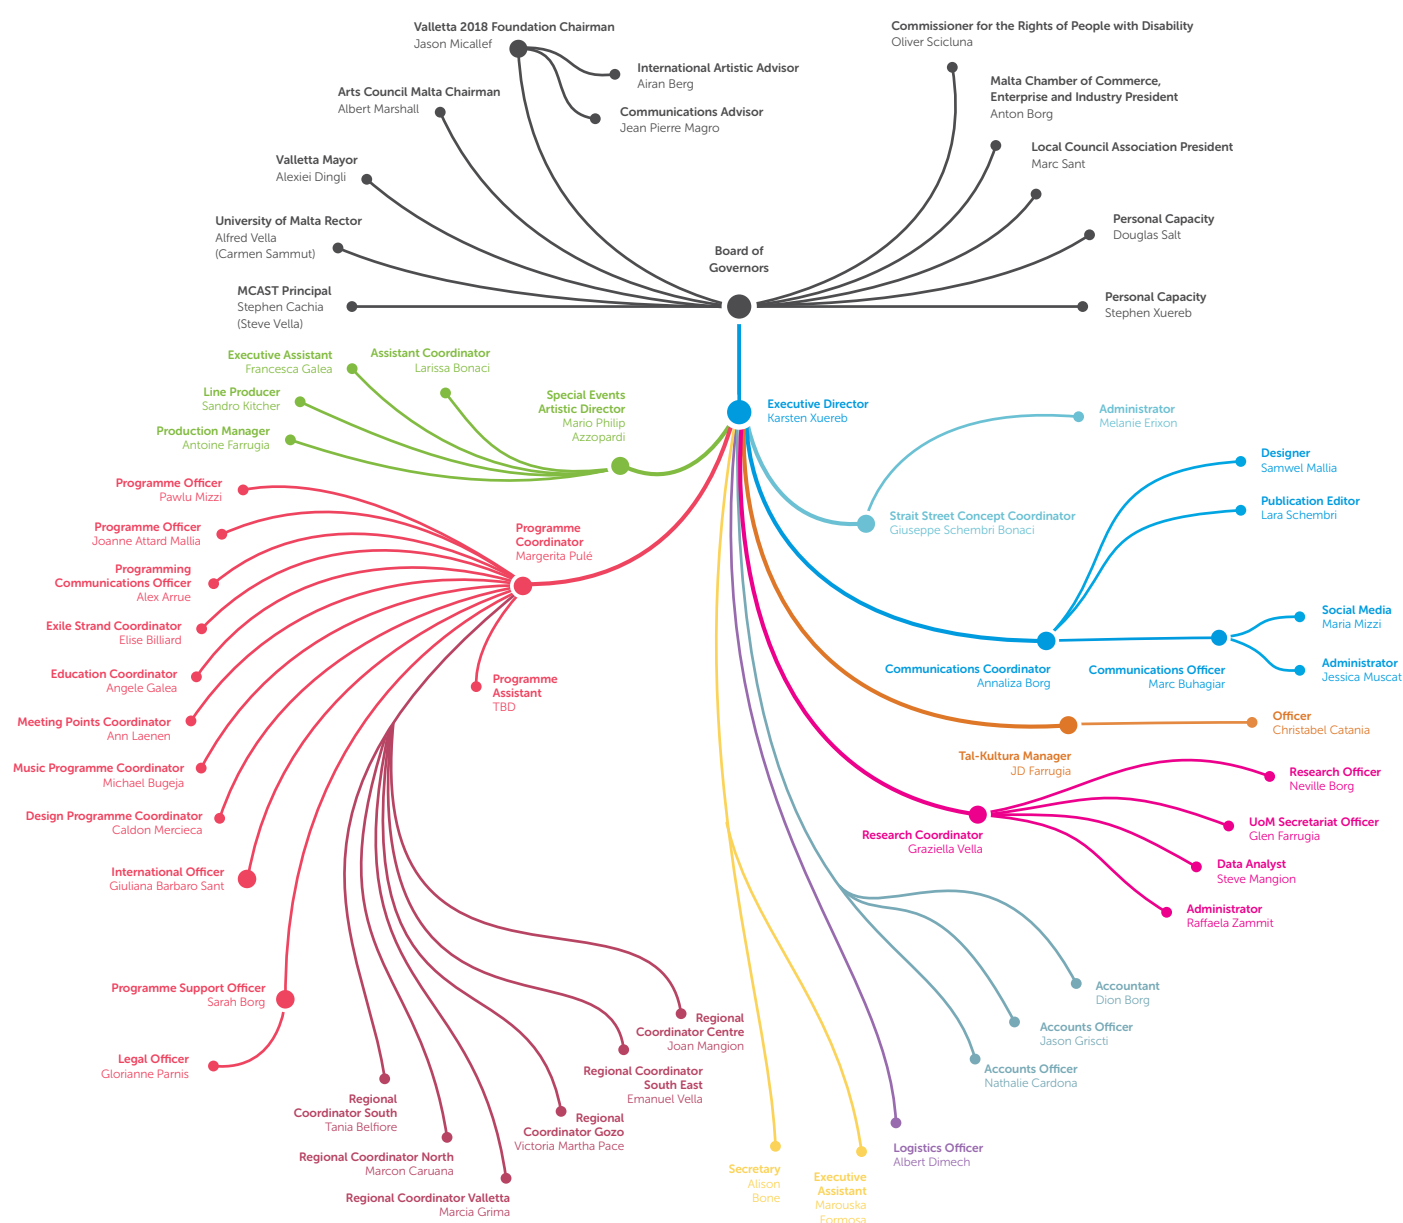 Valletta 2018 Foundation Chairman
Jason Micallef
International Artistic Advisor
Airan Berg
Communications Advisor
Jean Pierre Magro
Arts Council Malta Chairman
Albert Marshall
Valletta Mayor
Alexiei Dingli
University of Malta Rector
Alfred Vella
(Carmen Sammut)
MCAST Principal
Stephen Cachia
(Steve Vella)
Commissioner for the Rights of People with Disability
Oliver Scicluna
Malta Chamber of Commerce,
Enterprise and Industry President
Anton Borg
Local Council Association President
Marc Sant
Personal Capacity
Douglas Salt
Personal Capacity
Stephen Xuereb
Board of
Governors
Executive Director
Karsten Xuereb
Executive Assistant
Francesca Galea
Assistant Coordinator
Larissa Bonaci
Line Producer
Sandro Kitcher
Production Manager
Antoine Farrugia
Special Events
Artistic Director
Mario Philip
Azzopardi
Programme Officer
Pawlu Mizzi
Programme Officer
Joanne Attard Mallia
Programming
Communications Officer
Alex Arrue
Exile Strand Coordinator
Elise Billiard
Education Coordinator
Angele Galea
Meeting Points Coordinator
Ann Laenen
Music Programme Coordinator
Michael Bugeja
Design Programme Coordinator
Caldon Mercieca
International Officer
Giuliana Barbaro Sant
Programme Support Officer
Sarah Borg
Legal Officer
Glorianne Parnis
Programme
Coordinator
Margerita Pulé
Programme
Assistant
TBD
Regional
Coordinator Centre
Joan Mangion
Regional Coordinator
South East
Emanuel Vella
Regional
Coordinator Gozo
Victoria Martha Pace
Regional
Coordinator South
Tania Belfiore
Regional Coordinator North
Marcon Caruana
Regional Coordinator Valletta
Marcia Grima
Administrator
Melanie Erixon
Strait Street Concept Coordinator
Giuseppe Schembri Bonaci
Designer
Samwel Mallia
Publication Editor
Lara Schembri
Social Media
Maria Mizzi
Administrator
Jessica Muscat
Communications Coordinator
Annaliza Borg
Communications Officer
Marc Buhagiar
Officer
Christabel Catania
Tal-Kultura Manager
JD Farrugia
Research Officer
Neville Borg
UoM Secretariat Officer
Glen Farrugia
Data Analyst
Steve Mangion
Administrator
Raffaela Zammit
Research Coordinator
Graziella Vella
Accountant
Dion Borg
Accounts Officer
Jason Griscti
Accounts Officer
Nathalie Cardona
Logistics Officer
Albert Dimech
Secretary
Alison
Bone
Executive
Assistant
Marouska
Formosa